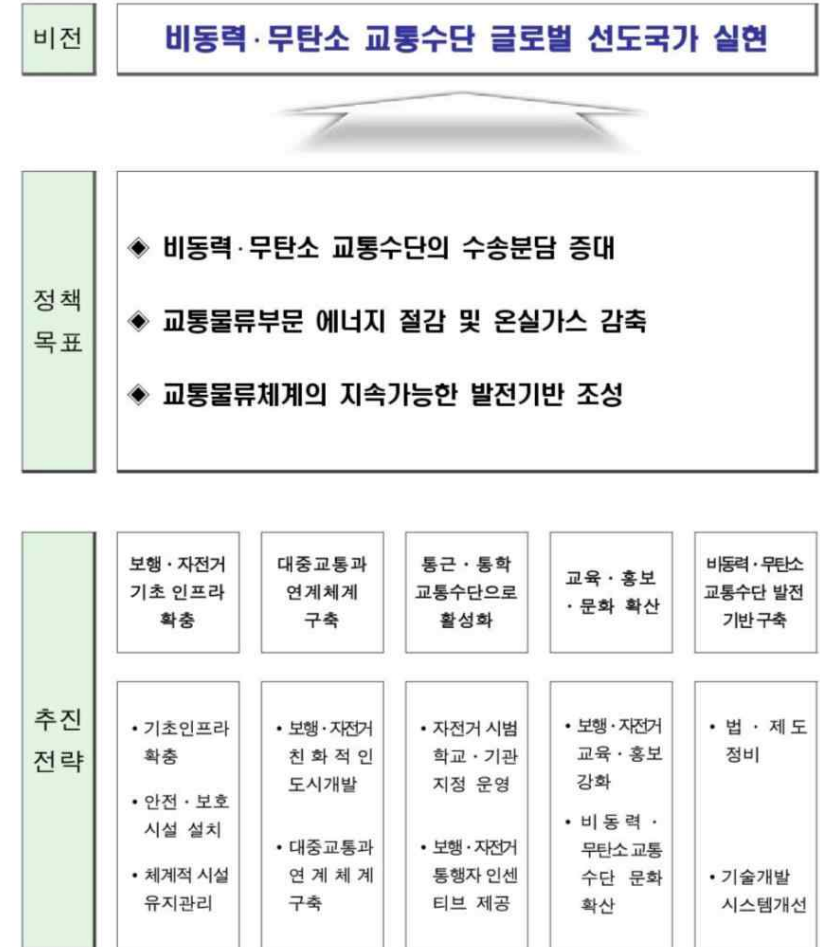 비전
비동력·무탄소 교통수단 글로벌 선도국가 실현
정책
목표
◈ 비동력·무탄소 교통수단의 수송분담 증대
◈ 교통물류부문 에너지 절감 및 온실가스 감축
◈ 교통물류체계의 지속가능한 발전기반 조성
추진
전략
보행·자전거
기초 인프라
확충
대중교통과
연계체계
구축
통근·통학
교통수단으로
활성화
교육·홍보
·문화 확산
비동력·무탄소
교통수단 발전
기반 구축
• 기초인프라
확충
• 안전·보호
시설 설치
• 체계적 시설
유지관리
• 보행·자전거
친 화 적 인
도시개발
• 대중교통과
연 계 체 계
구축
• 자전거 시범
학교·기관
지정 운영
• 보행·자전거
통행자 인센
티브 제공
• 보행·자전거
교육·홍보
강화
• 비 동 력 ·
무탄소 교통
수단 문화
확산
• 법 · 제 도
정비
• 기술개발
시스템개선